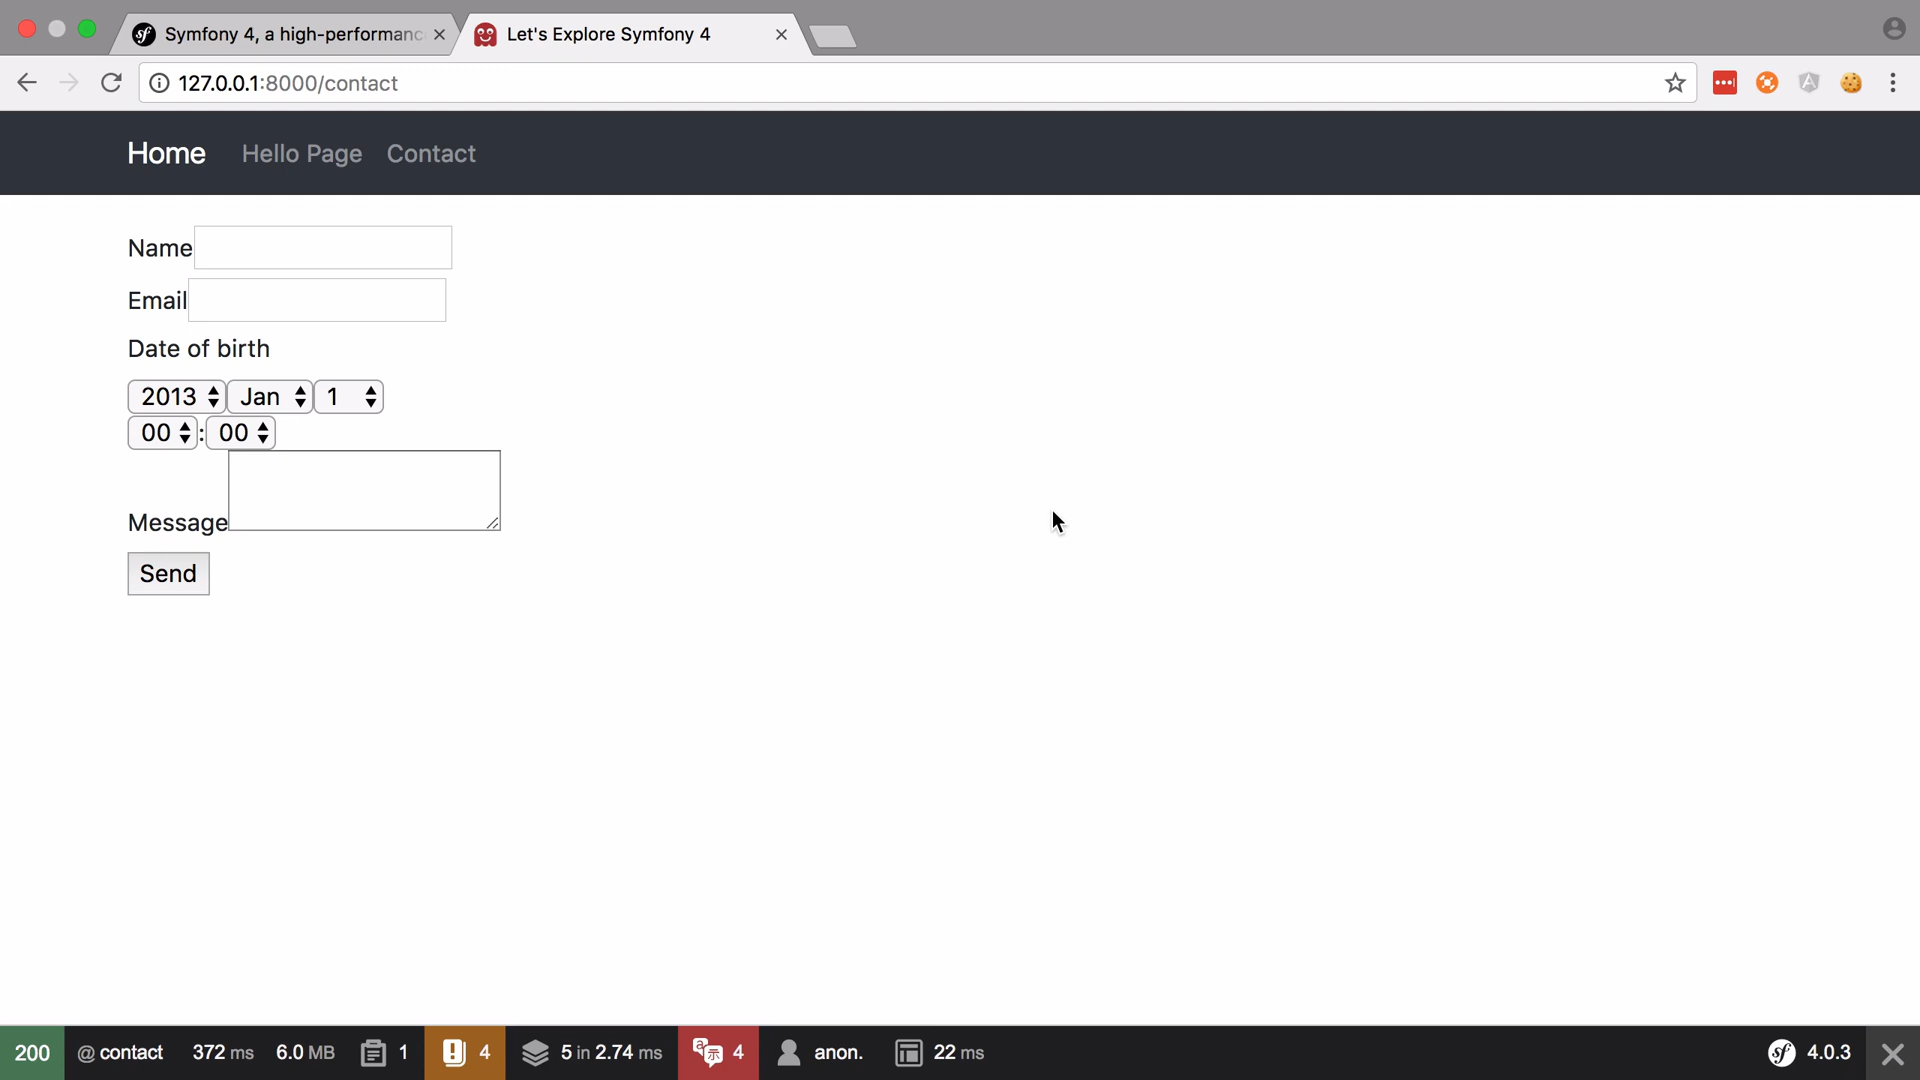 Symfony 4, a high-performanc
Let's Explore Symfony 4
127.0.0.1:8000/contact
Home Hello Page Contact
Name
Email
Date of birth
2013 Jan 1
00 : 00
Message
Send
200 @ contact 372 ms 6.0 MB 1 4 5 in 2.74 ms 4 anon. 22 ms 4.0.3